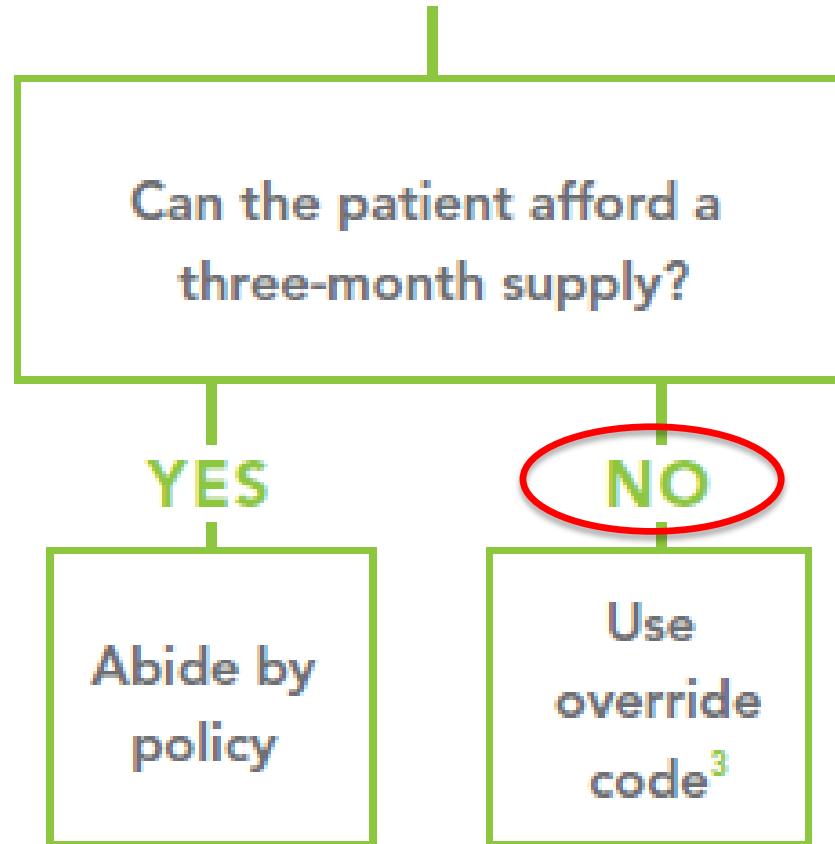 Can the patient afford a
three-month supply?
YES
NO
Abide by
policy
Use
override
code³